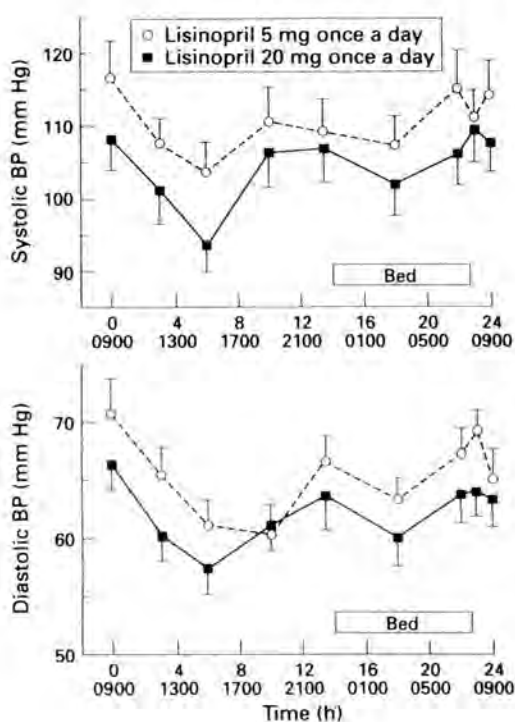 Lisinopril 5 mg once a day
Lisinopril 20 mg once a day
Systolic BP (mm Hg)
120
110
100
90
Bed
0 4 8 12 16 20 24
0900 1300 1700 2100 0100 0500 0900
Diastolic BP (mm Hg)
70
60
50
Bed
0 4 8 12 16 20 24
0900 1300 1700 2100 0100 0500 0900
Time (h)